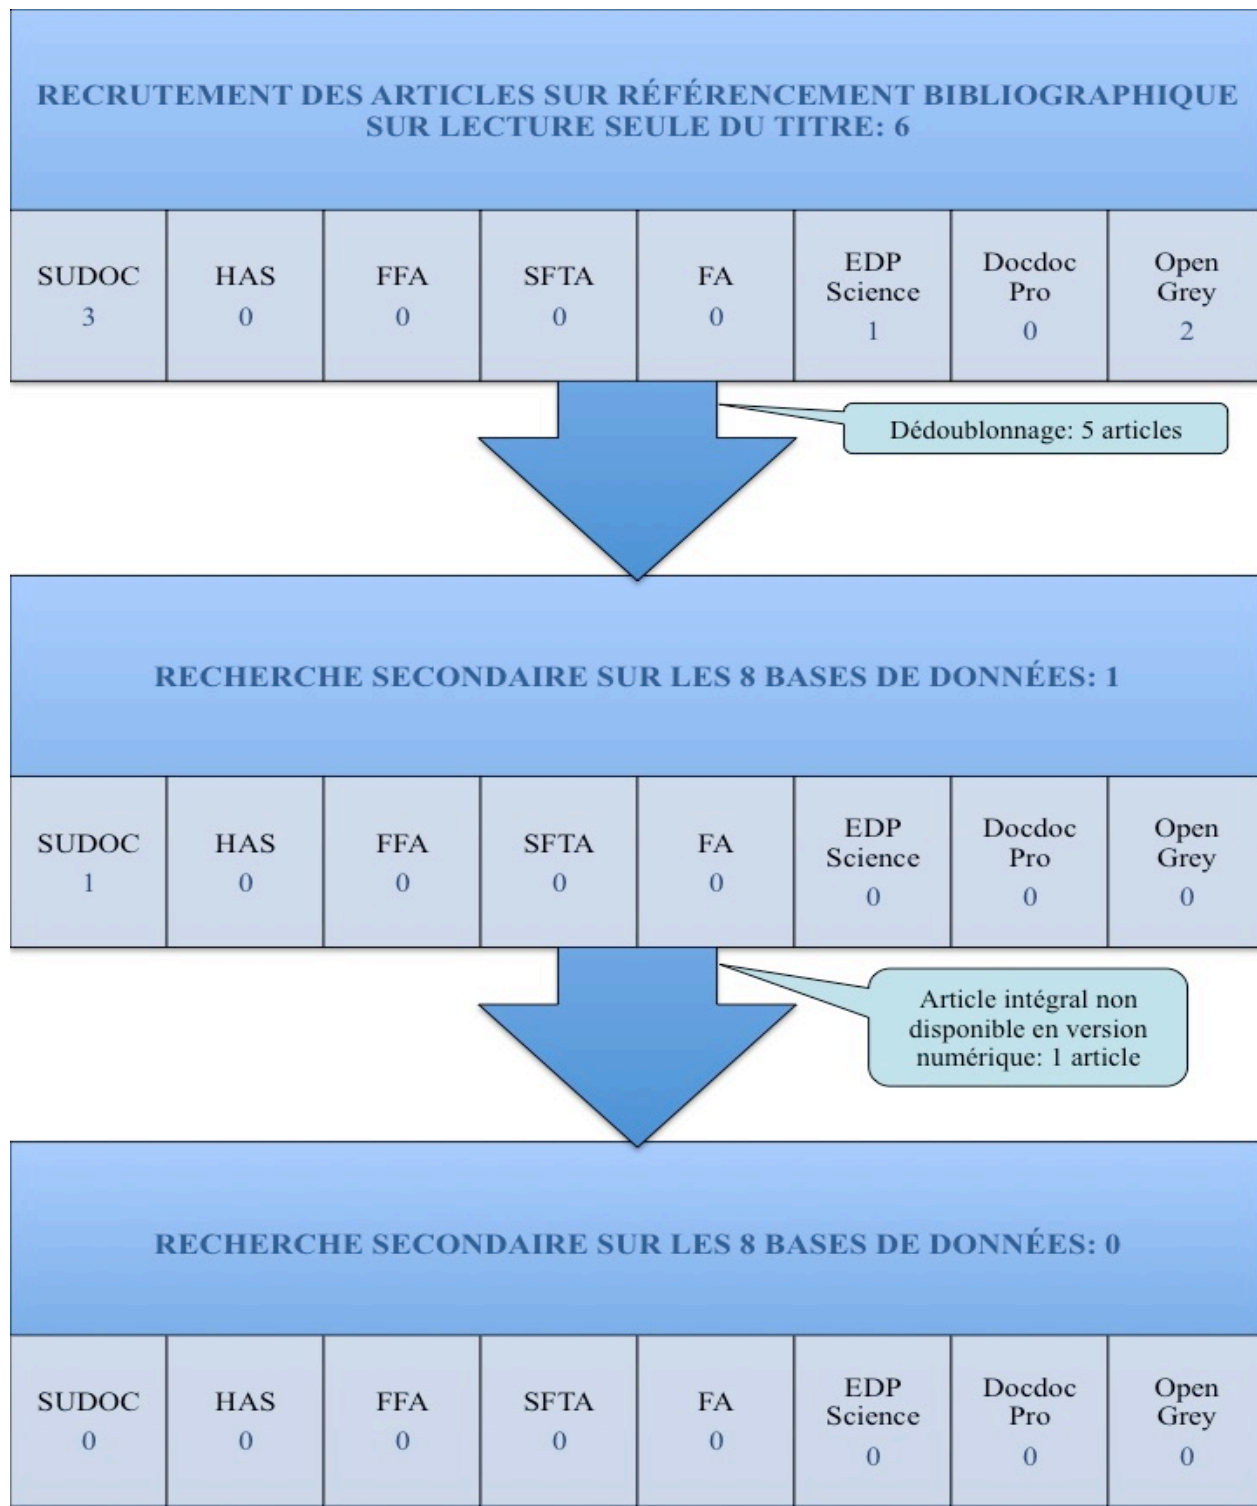 RECRUTEMENT DES ARTICLES SUR RÉFÉRENCEMENT BIBLIOGRAPHIQUE
SUR LECTURE SEULE DU TITRE: 6
SUDOC
3
HAS
0
FFA
0
SFTA
0
FA
0
EDP
Science
1
Docdoc
Pro
0
Open
Grey
2
Dédoublonnage: 5 articles
RECHERCHE SECONDAIRE SUR LES 8 BASES DE DONNÉES: 1
SUDOC
1
HAS
0
FFA
0
SFTA
0
FA
0
EDP
Science
0
Docdoc
Pro
0
Open
Grey
0
Article intégral non
disponible en version
numérique: 1 article
RECHERCHE SECONDAIRE SUR LES 8 BASES DE DONNÉES: 0
SUDOC
0
HAS
0
FFA
0
SFTA
0
FA
0
EDP
Science
0
Docdoc
Pro
0
Open
Grey
0